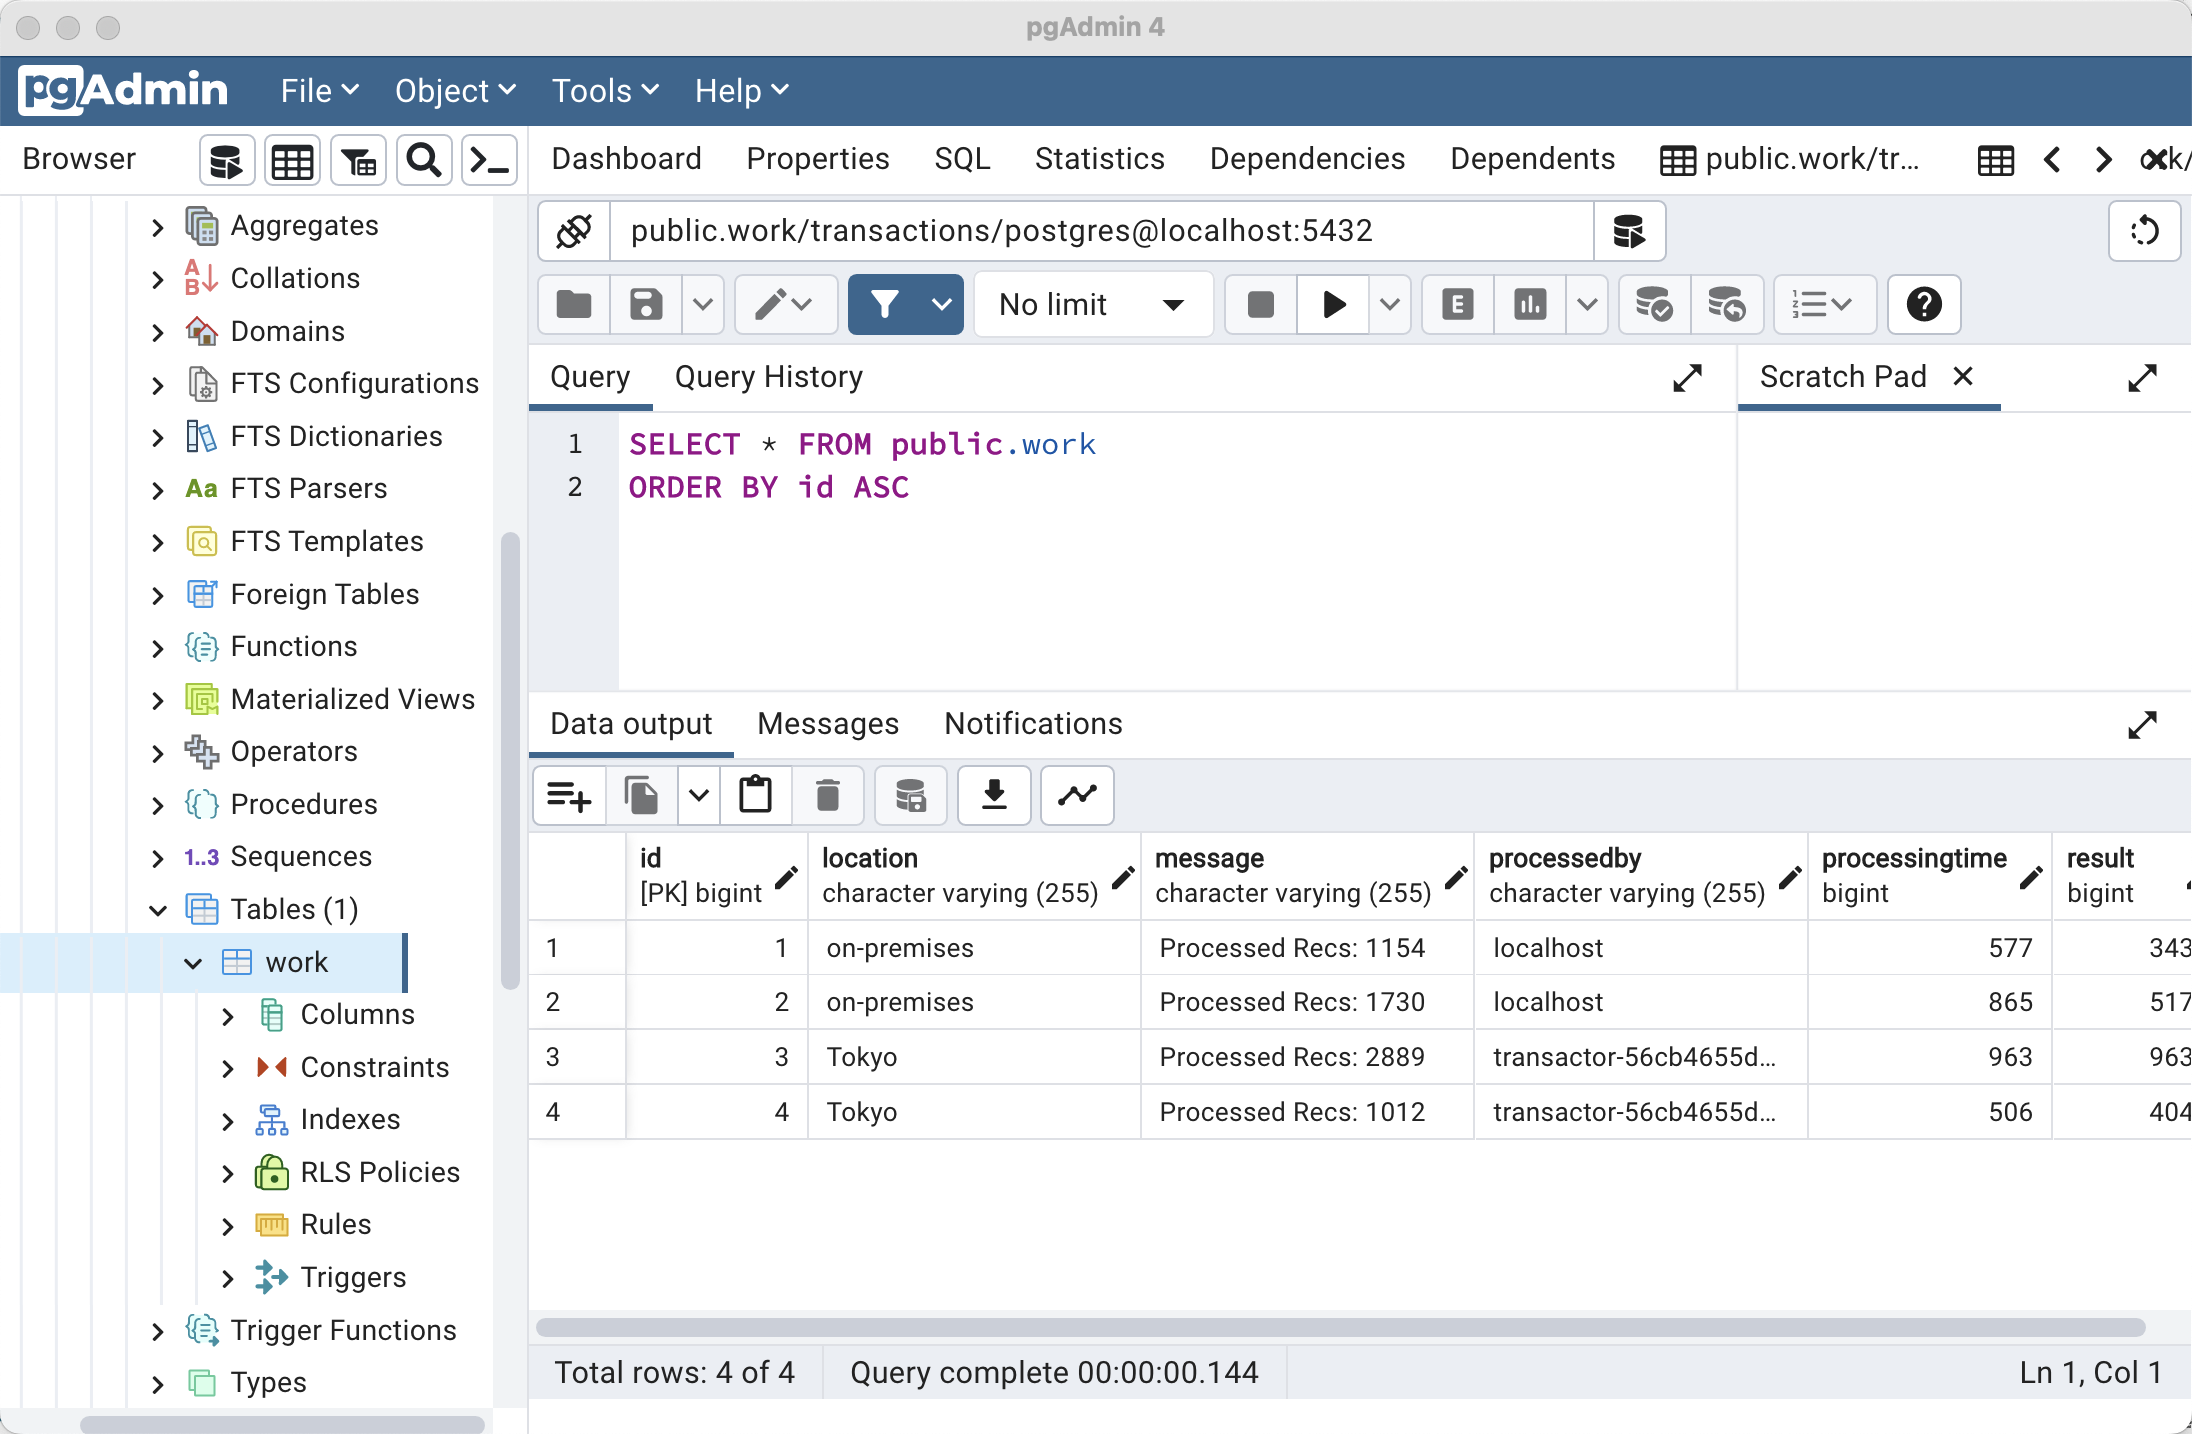 pgAdmin 4
pgAdmin File Object Tools Help
Browser
Dashboard Properties SQL Statistics Dependencies Dependents public.work/tr...
Aggregates
Collations
Domains
FTS Configurations
FTS Dictionaries
Aa FTS Parsers
FTS Templates
Foreign Tables
Functions
Materialized Views
Operators
Procedures
1..3 Sequences
Tables (1)
work
Columns
Constraints
Indexes
RLS Policies
Rules
Triggers
Trigger Functions
Types
public.work/transactions/postgres@localhost:5432
No limit
Query Query History
Scratch Pad
1 SELECT * FROM public.work
2 ORDER BY id ASC
Data output Messages Notifications
id location message processedby processingtime result
[PK] bigint character varying (255) character varying (255) character varying (255) bigint bigint
1 1 on-premises Processed Recs: 1154 localhost 577 343
2 2 on-premises Processed Recs: 1730 localhost 865 517
3 3 Tokyo Processed Recs: 2889 transactor-56cb4655d... 963 963
4 4 Tokyo Processed Recs: 1012 transactor-56cb4655d... 506 404
Total rows: 4 of 4 Query complete 00:00:00.144 Ln 1, Col 1